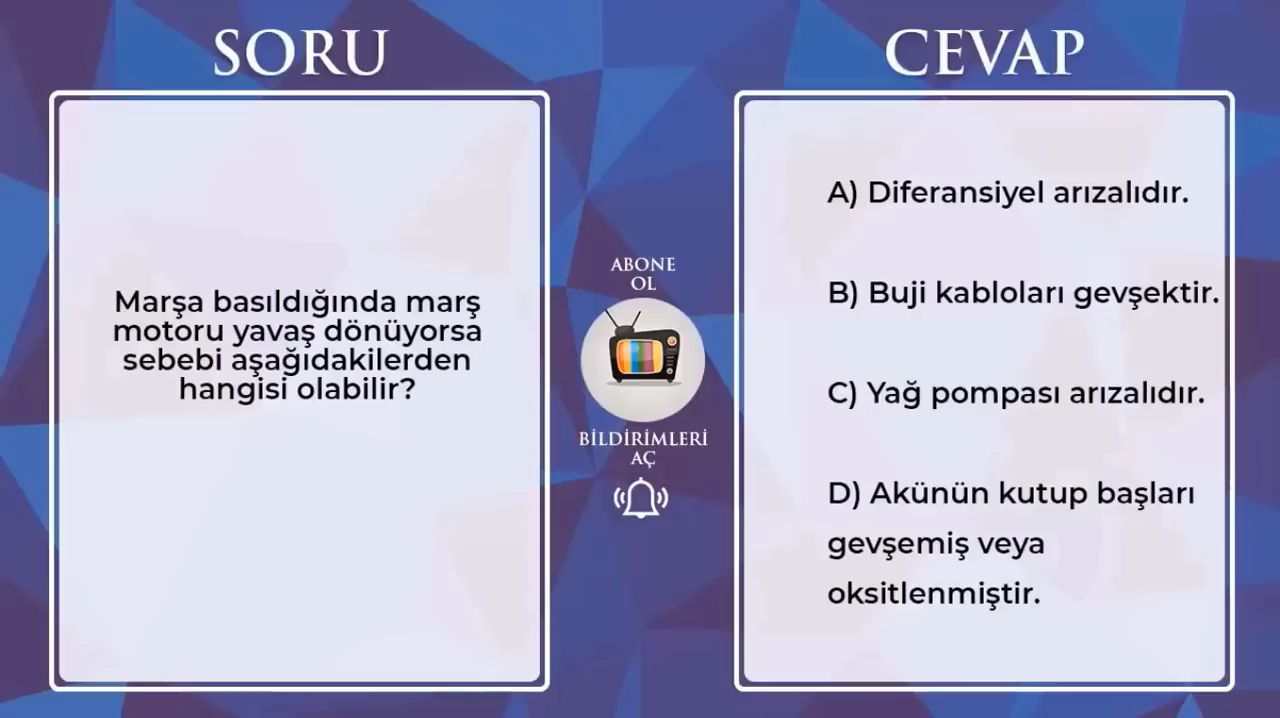 SORU
Marşa basıldığında marş
motoru yavaş dönüyorsa
sebebi aşağıdakilerden
hangisi olabilir?
ABONE
OL
BİLDİRİMLERİ
AÇ
CEVAP
A) Diferansiyel arızalıdır.
B) Buji kabloları gevşektir.
C) Yağ pompası arızalıdır.
D) Akünün kutup başları
gevşemiş veya
oksitlenmiştir.